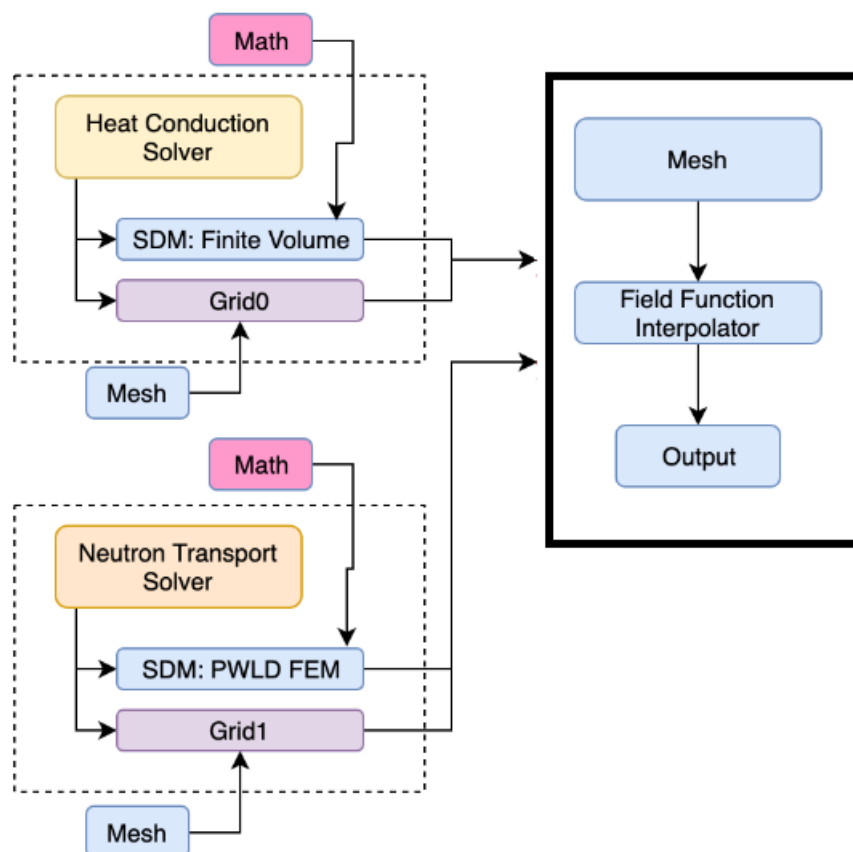 Math
Heat Conduction
Solver
SDM: Finite Volume
Grid0
Mesh
Math
Neutron Transport
Solver
SDM: PWLD FEM
Grid1
Mesh
Mesh
Field Function
Interpolator
Output